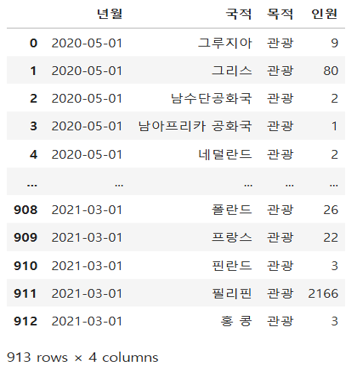 년월 국적 목적 인원
0 2020-05-01 그루지아 관광 9
1 2020-05-01 그리스 관광 80
2 2020-05-01 남수단공화국 관광 2
3 2020-05-01 남아프리카 공화국 관광 1
4 2020-05-01 네덜란드 관광 2
... ... ... ... ...
908 2021-03-01 폴란드 관광 26
909 2021-03-01 프랑스 관광 22
910 2021-03-01 핀란드 관광 3
911 2021-03-01 필리핀 관광 2166
912 2021-03-01 홍 콩 관광 3
913 rows × 4 columns